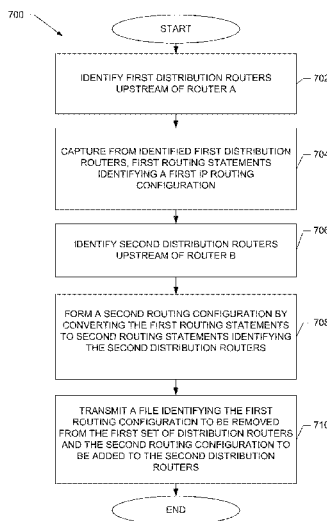 700
START
IDENTIFY FIRST DISTRIBUTION ROUTERS
UPSTREAM OF ROUTER A
702
CAPTURE FROM IDENTIFIED FIRST DISTRIBUTION
ROUTERS, FIRST ROUTING STATEMENTS
IDENTIFYING A FIRST IP ROUTING
CONFIGURATION
704
IDENTIFY SECOND DISTRIBUTION ROUTERS
UPSTREAM OF ROUTER B
706
FORM A SECOND ROUTING CONFIGURATION BY
CONVERTING THE FIRST ROUTING STATEMENTS
TO SECOND ROUTING STATEMENTS IDENTIFYING
THE SECOND DISTRIBUTION ROUTERS
708
TRANSMIT A FILE IDENTIFYING THE FIRST
ROUTING CONFIGURATION TO BE REMOVED
FROM THE FIRST SET OF DISTRIBUTION ROUTERS
AND THE SECOND ROUTING CONFIGURATION TO
BE ADDED TO THE SECOND DISTRIBUTION
ROUTERS
710
END